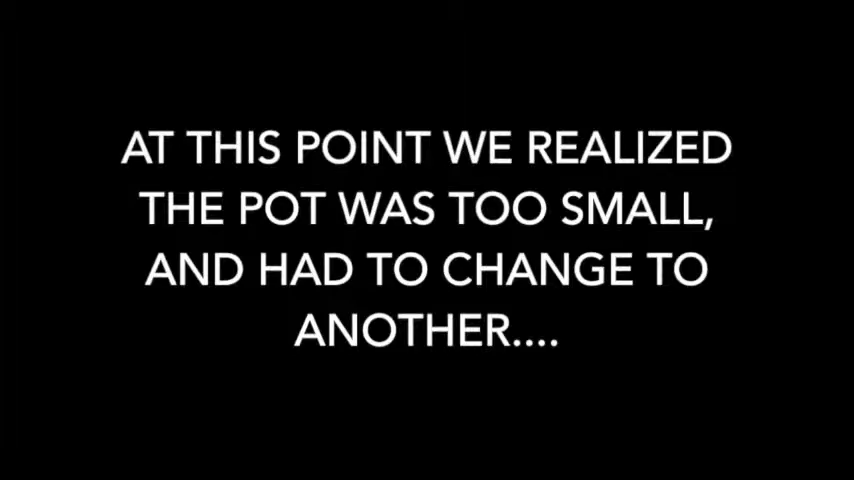 AT THIS POINT WE REALIZED
THE POT WAS TOO SMALL,
AND HAD TO CHANGE TO
ANOTHER....